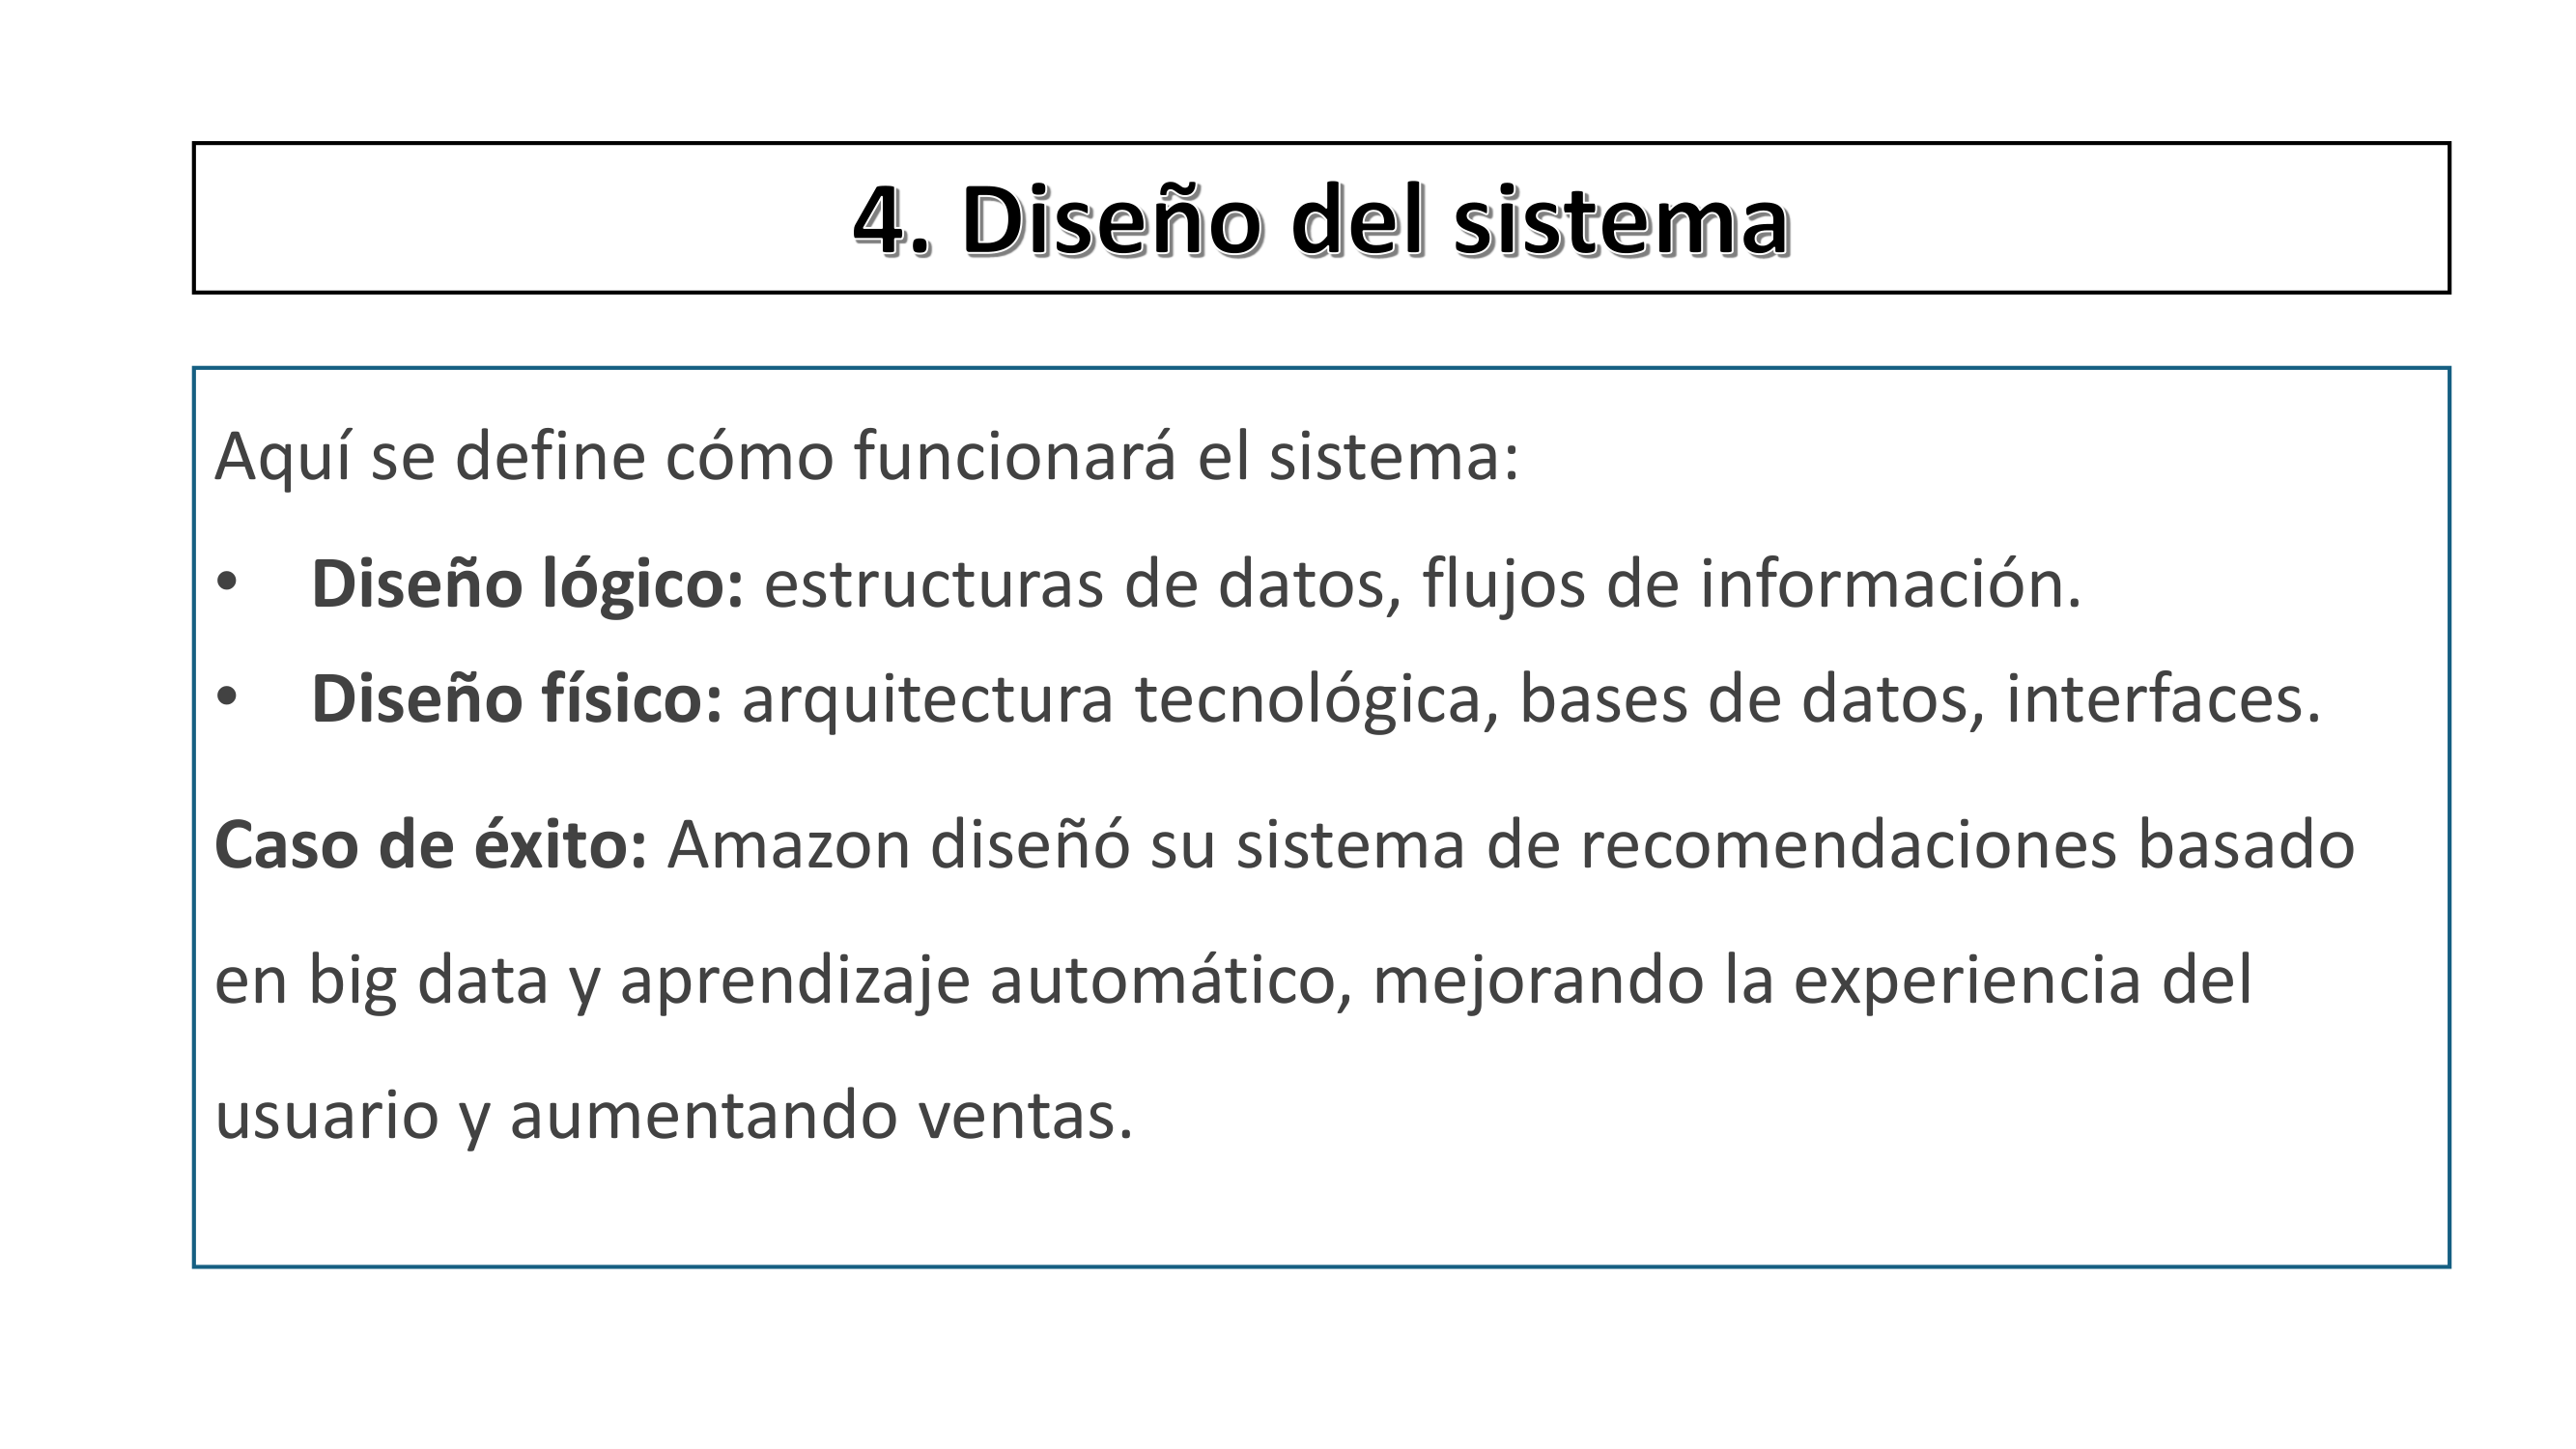 4. Diseño del sistema
Aquí se define cómo funcionará el sistema:
• Diseño lógico: estructuras de datos, flujos de información.
• Diseño físico: arquitectura tecnológica, bases de datos, interfaces.
Caso de éxito: Amazon diseñó su sistema de recomendaciones basado
en big data y aprendizaje automático, mejorando la experiencia del
usuario y aumentando ventas.